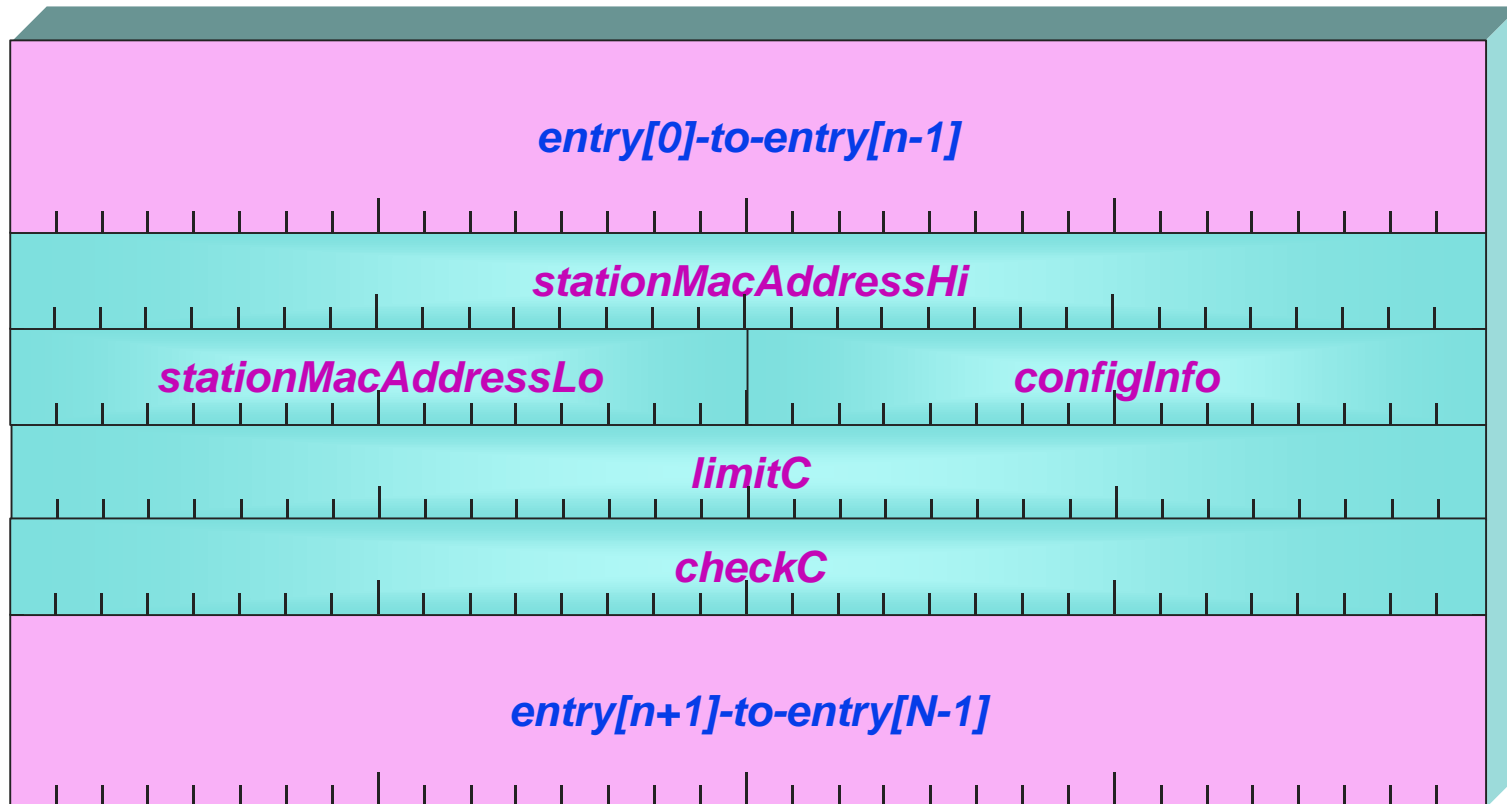 entry[0]-to-entry[n-1]
stationMacAddressHi
stationMacAddressLo configInfo
limitC
checkC
entry[n+1]-to-entry[N-1]